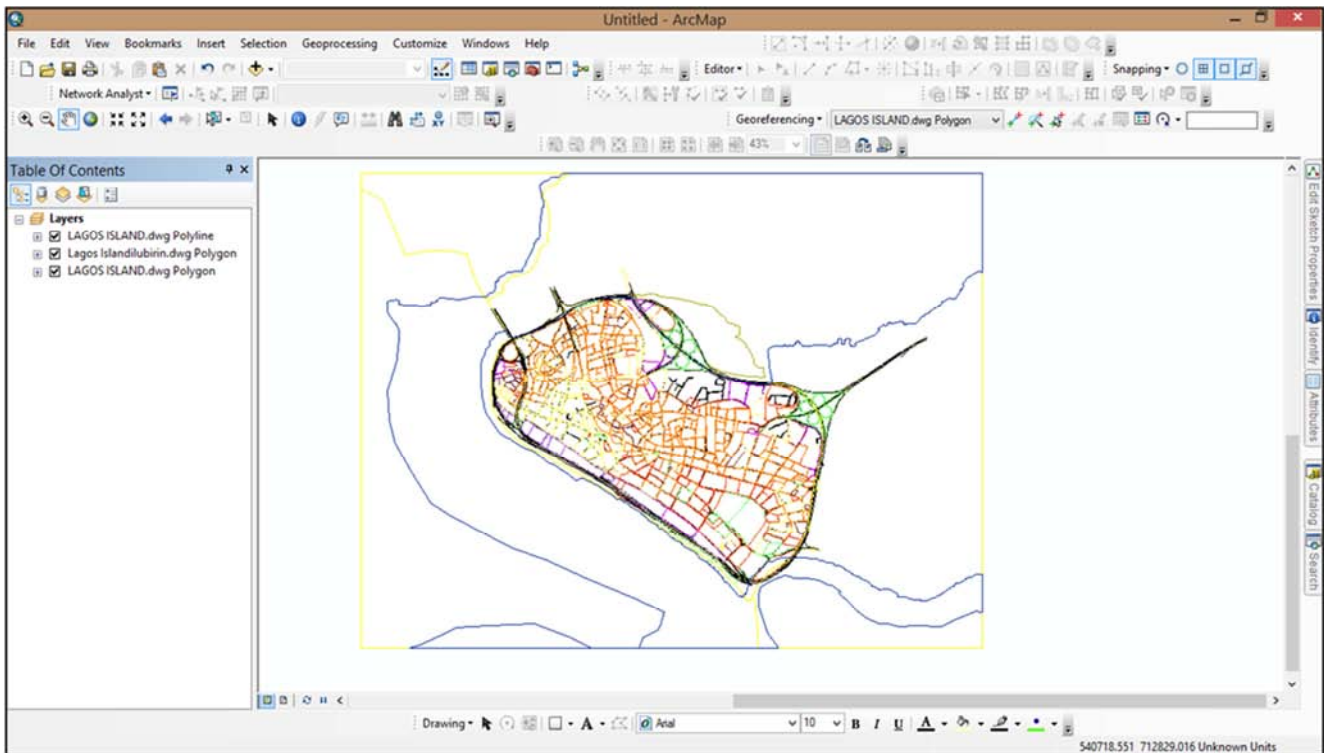 Untitled - ArcMap
File Edit View Bookmarks Insert Selection Geoprocessing Customize Windows Help
Editor Snapping
Network Analyst
Georeferencing LAGOS ISLAND.dwg Polygon
43%
Table Of Contents
Layers
LAGOS ISLAND.dwg Polyline
Lagos Islandilubirin.dwg Polygon
LAGOS ISLAND.dwg Polygon
Edit Sketch Properties
Identify
Attributes
Catalog
Search
Drawing A Arial 10 B I U A
540718.551 712829.016 Unknown Units